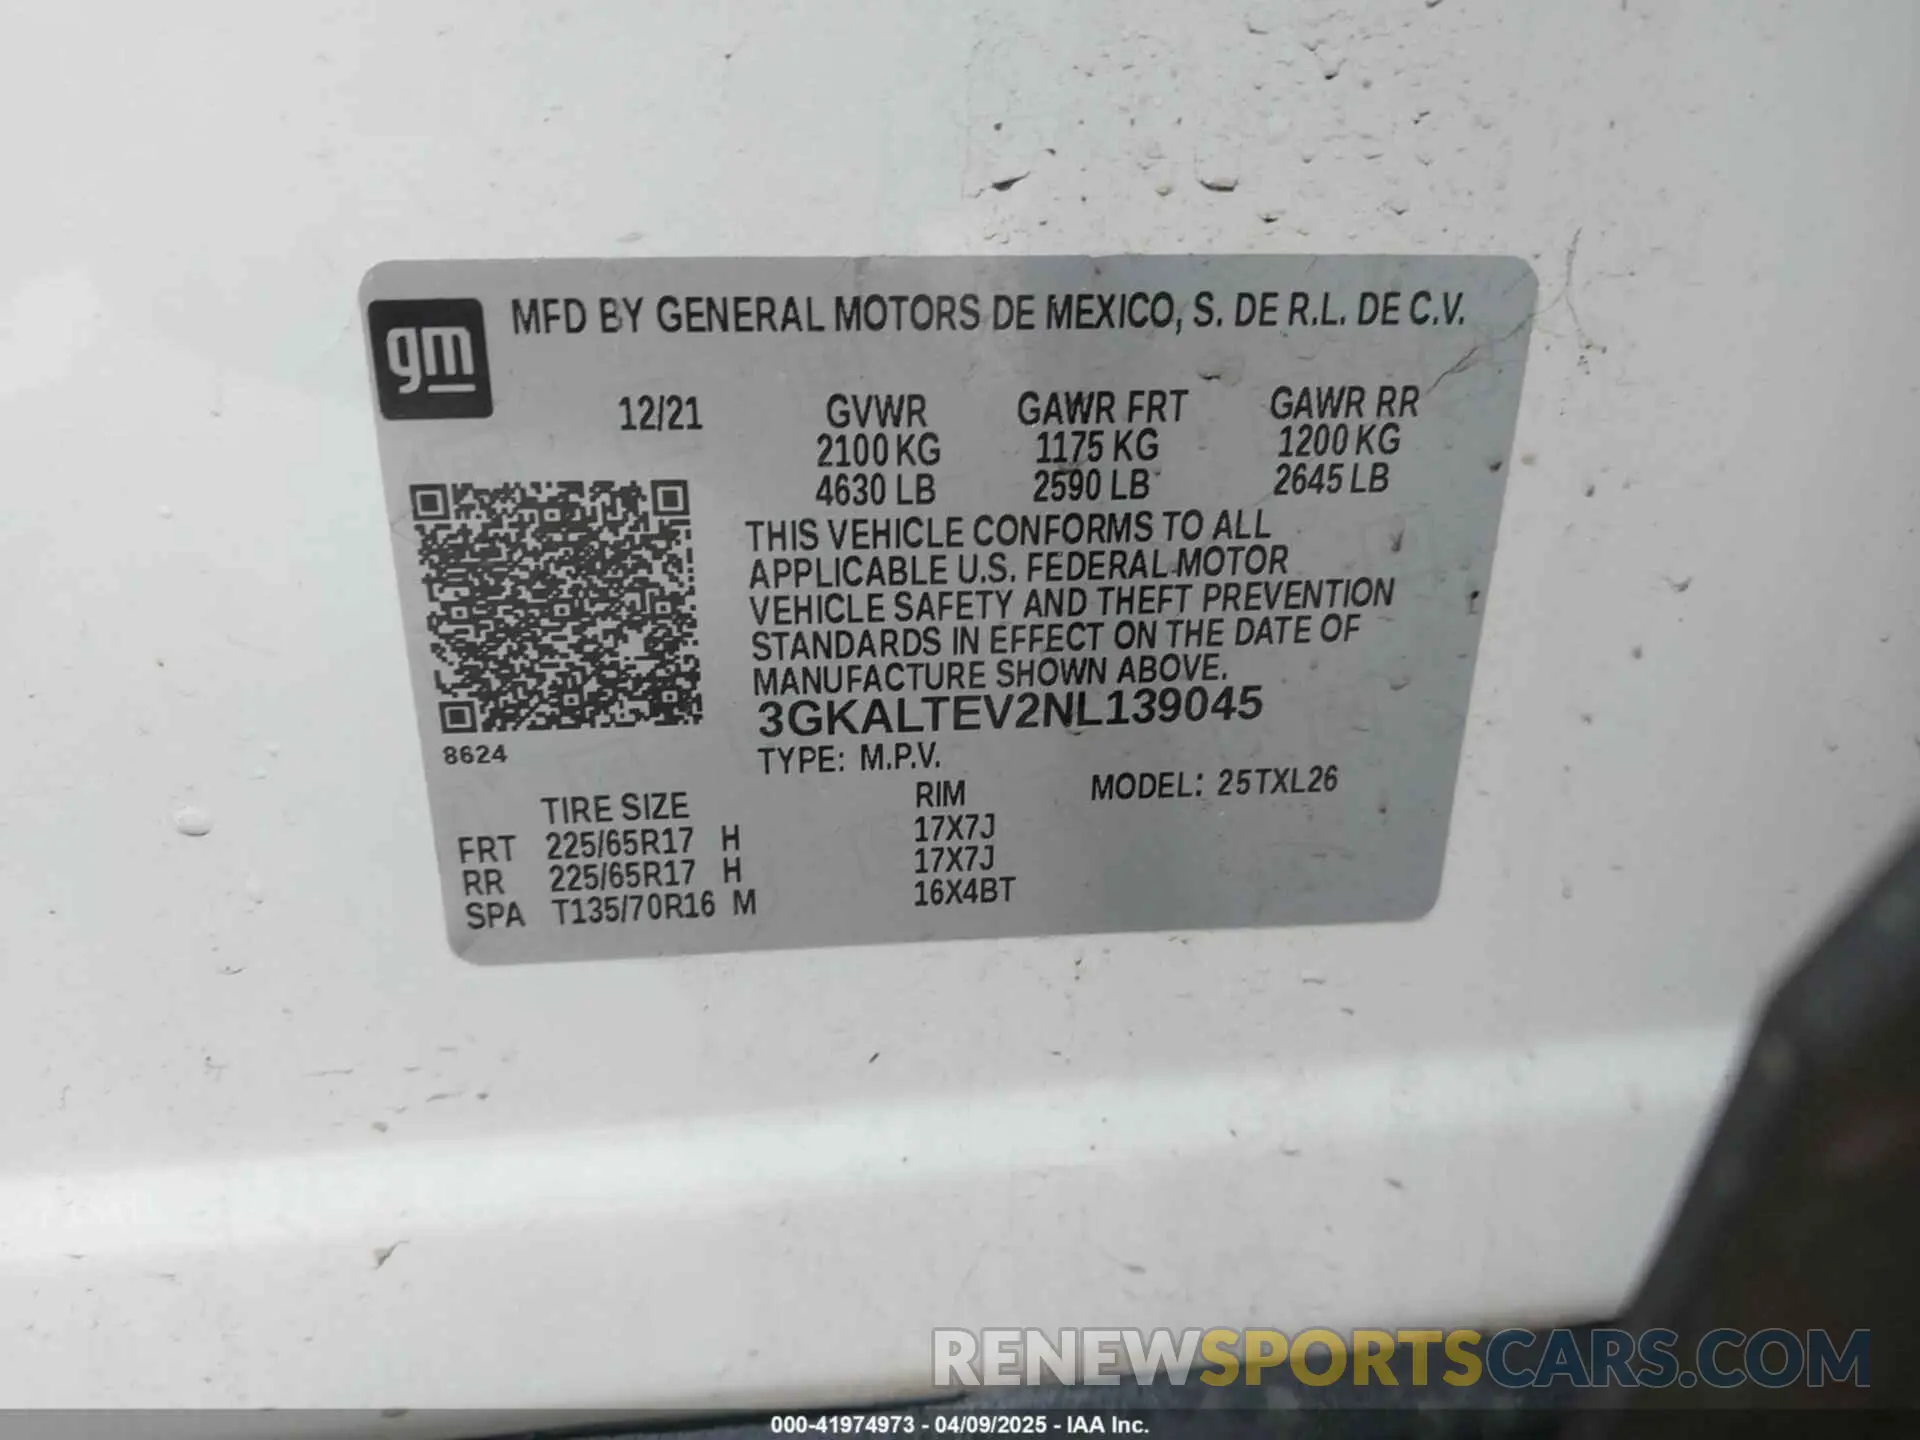 gm
MFD BY GENERAL MOTORS DE MEXICO, S. DE R.L. DE C.V.
12/21 GVWR GAWR FRT GAWR RR
2100 KG 1175 KG 1200 KG
4630 LB 2590 LB 2645 LB
THIS VEHICLE CONFORMS TO ALL
APPLICABLE U.S. FEDERAL MOTOR
VEHICLE SAFETY AND THEFT PREVENTION
STANDARDS IN EFFECT ON THE DATE OF
MANUFACTURE SHOWN ABOVE.
3GKALTEV2NL139045
8624
TYPE: M.P.V.
TIRE SIZE RIM MODEL: 25TXL26
FRT 225/65R17 H 17X7J
RR 225/65R17 H 17X7J
SPA T135/70R16 M 16X4BT
RENEWSPORTSCARS.COM
000-41974973 - 04/09/2025 - IAA Inc.